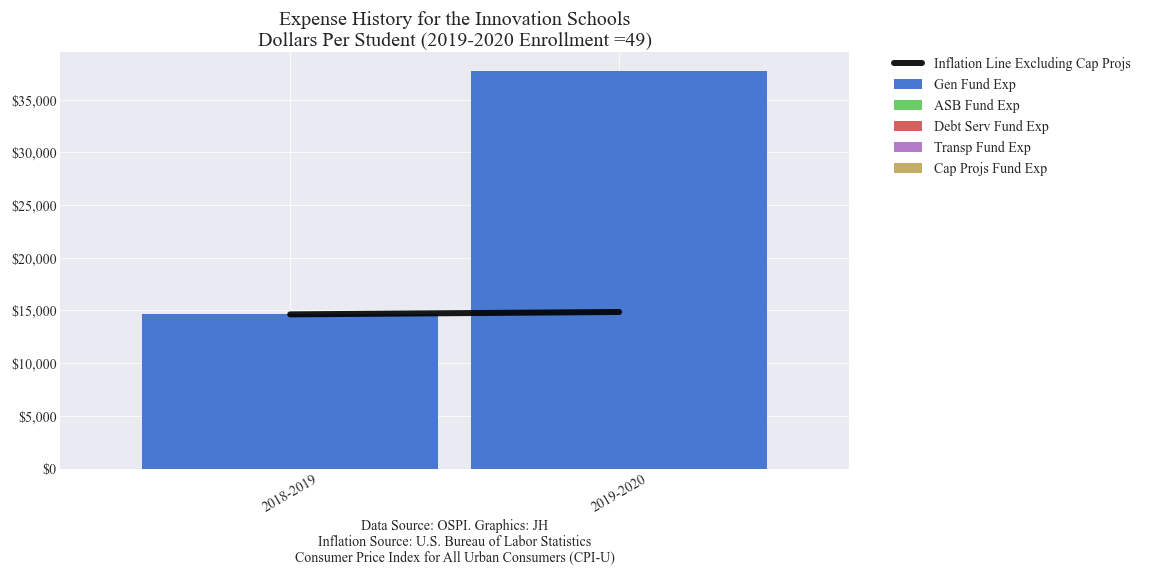 Expense History for the Innovation Schools
Dollars Per Student (2019-2020 Enrollment =49)
Inflation Line Excluding Cap Projs
Gen Fund Exp
ASB Fund Exp
Debt Serv Fund Exp
Transp Fund Exp
Cap Projs Fund Exp
$35,000
$30,000
$25,000
$20,000
$15,000
$10,000
$5,000
$0
2018-2019
2019-2020
Data Source: OSPI. Graphics: JH
Inflation Source: U.S. Bureau of Labor Statistics
Consumer Price Index for All Urban Consumers (CPI-U)